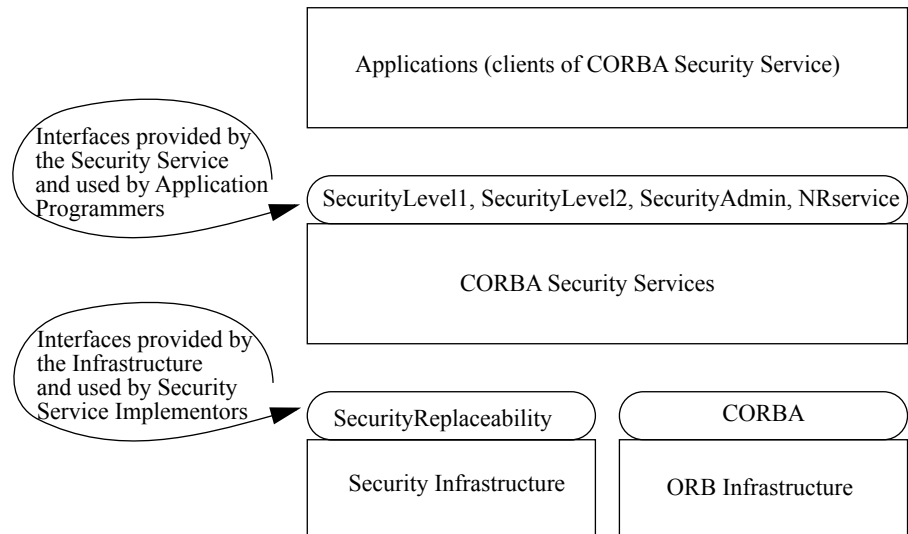 Applications (clients of CORBA Security Service)
Interfaces provided by
the Security Service
and used by Application
Programmers
SecurityLevel1, SecurityLevel2, SecurityAdmin, NRservice
CORBA Security Services
Interfaces provided by
the Infrastructure
and used by Security
Service Implementors
SecurityReplaceability
CORBA
Security Infrastructure
ORB Infrastructure